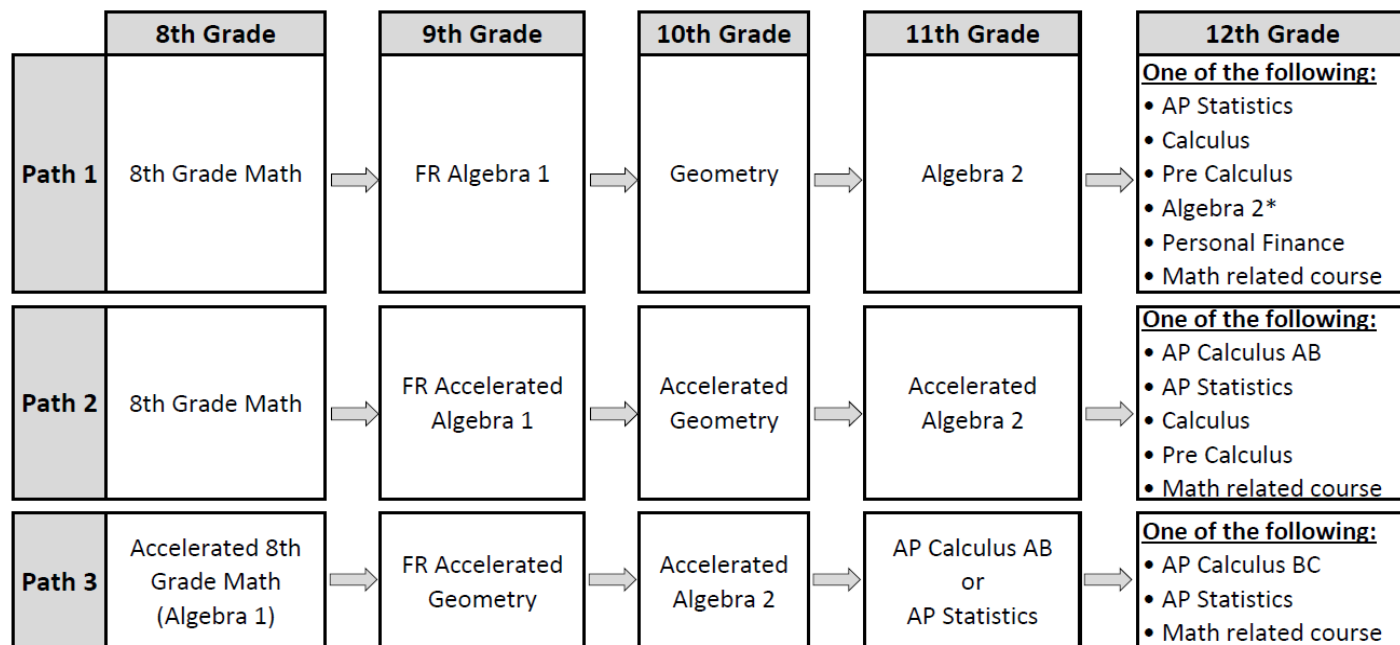 8th Grade 9th Grade 10th Grade 11th Grade 12th Grade
Path 1
8th Grade Math
FR Algebra 1
Geometry
Algebra 2
One of the following:
• AP Statistics
• Calculus
• Pre Calculus
• Algebra 2*
• Personal Finance
• Math related course
Path 2
8th Grade Math
FR Accelerated
Algebra 1
Accelerated
Geometry
Accelerated
Algebra 2
One of the following:
• AP Calculus AB
• AP Statistics
• Calculus
• Pre Calculus
• Math related course
Path 3
Accelerated 8th
Grade Math
(Algebra 1)
FR Accelerated
Geometry
Accelerated
Algebra 2
AP Calculus AB
or
AP Statistics
One of the following:
• AP Calculus BC
• AP Statistics
• Math related course